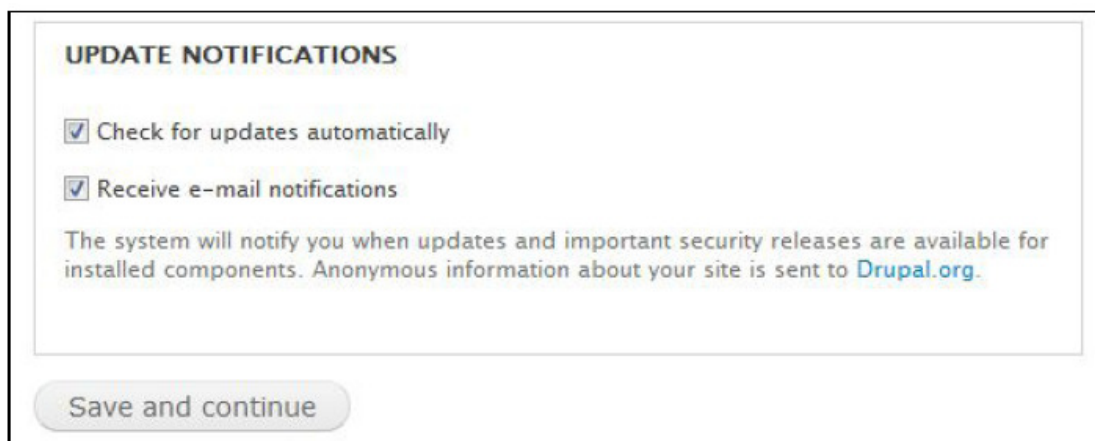 UPDATE NOTIFICATIONS
Check for updates automatically
Receive e-mail notifications
The system will notify you when updates and important security releases are available for
installed components. Anonymous information about your site is sent to Drupal.org.
Save and continue